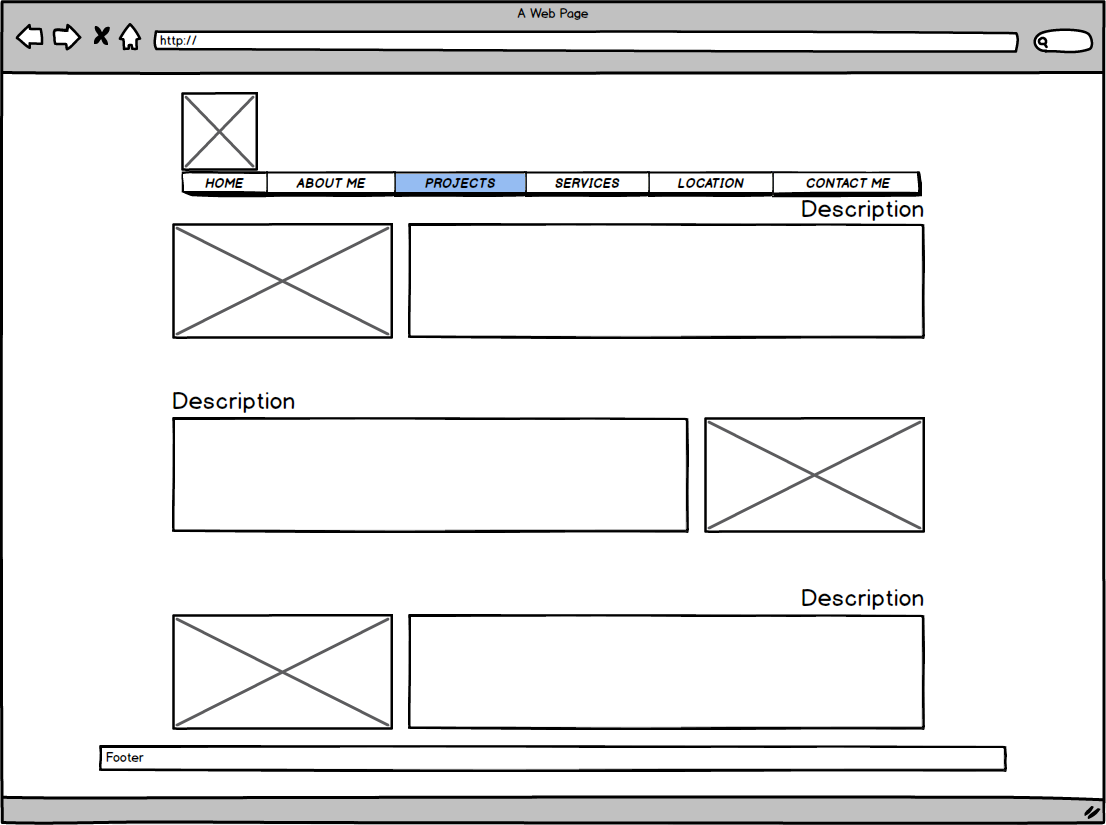 A Web Page
http://
HOME ABOUT ME PROJECTS SERVICES LOCATION CONTACT ME
Description
Description
Description
Footer